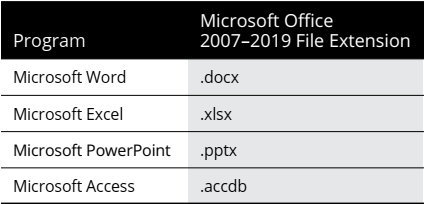 Program
Microsoft Office
2007–2019 File Extension
Microsoft Word .docx
Microsoft Excel .xlsx
Microsoft PowerPoint .pptx
Microsoft Access .accdb